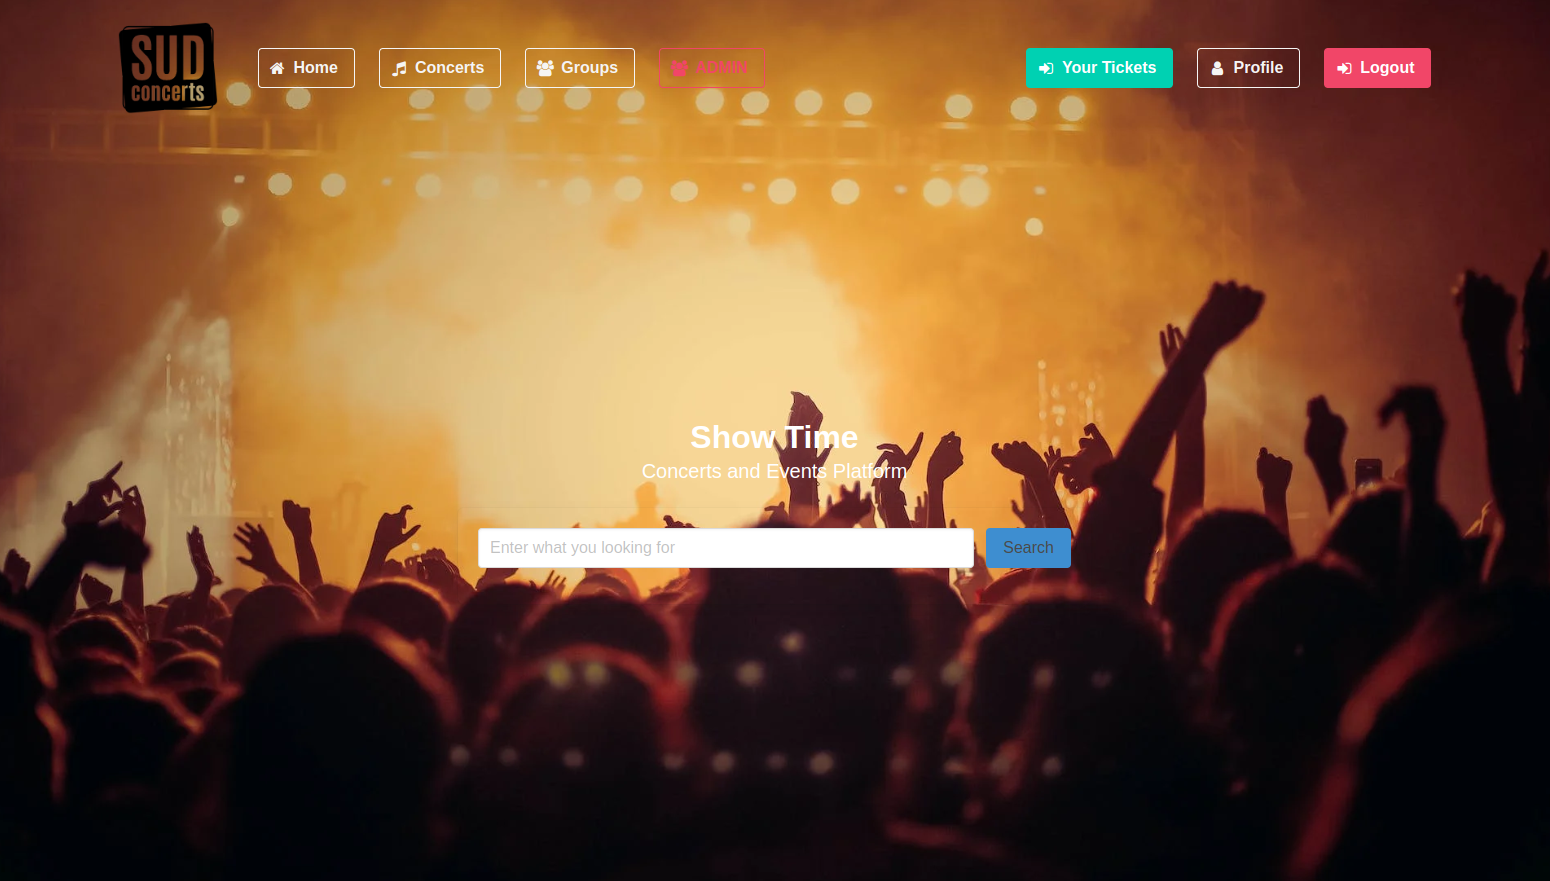 SUD
concerts
Home
Concerts
Groups
ADMIN
Your Tickets
Profile
Logout
Show Time
Concerts and Events Platform
Enter what you looking for
Search